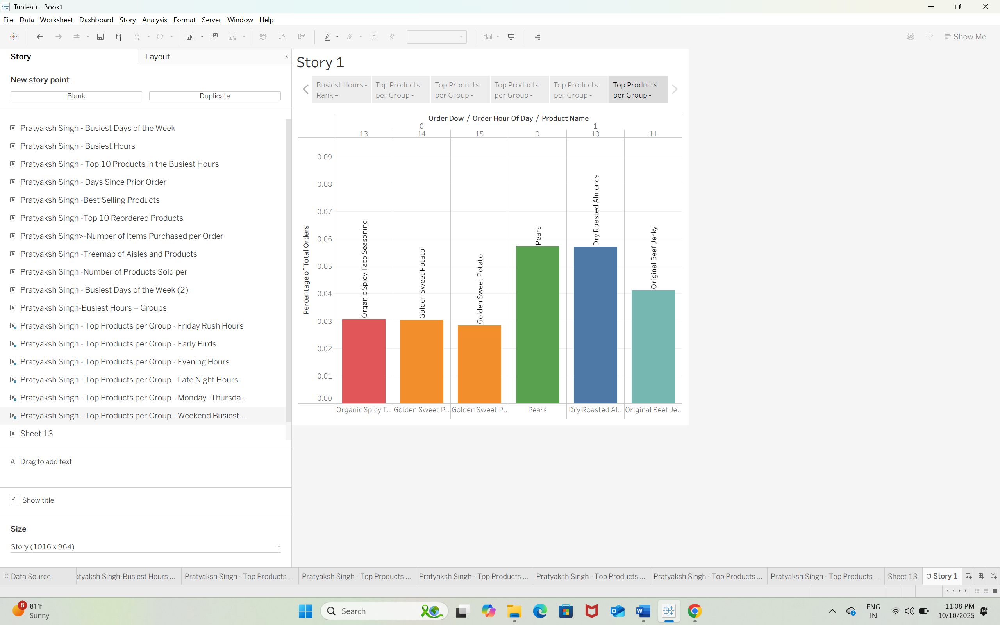 Tableau - Book1
File Data Worksheet Dashboard Story Analysis Format Server Window Help
Show Me
Story
Layout
New story point
Blank
Duplicate
Pratyaksh Singh - Busiest Days of the Week
Pratyaksh Singh - Busiest Hours
Pratyaksh Singh - Top 10 Products in the Busiest Hours
Pratyaksh Singh - Days Since Prior Order
Pratyaksh Singh -Best Selling Products
Pratyaksh Singh -Top 10 Reordered Products
Pratyaksh Singh>-Number of Items Purchased per Order
Pratyaksh Singh -Treemap of Aisles and Products
Pratyaksh Singh -Number of Products Sold per
Pratyaksh Singh - Busiest Days of the Week (2)
Pratyaksh Singh-Busiest Hours – Groups
Pratyaksh Singh - Top Products per Group - Friday Rush Hours
Pratyaksh Singh - Top Products per Group - Early Birds
Pratyaksh Singh - Top Products per Group - Evening Hours
Pratyaksh Singh - Top Products per Group - Late Night Hours
Pratyaksh Singh - Top Products per Group - Monday -Thursda...
Pratyaksh Singh - Top Products per Group - Weekend Busiest ...
Sheet 13
A Drag to add text
Show title
Size
Story (1016 x 964)
Story 1
Busiest Hours -
Rank –
Top Products
per Group -
Top Products
per Group -
Top Products
per Group -
Top Products
per Group -
Top Products
per Group -
Order Dow / Order Hour Of Day / Product Name
0 1
13 14 15 9 10 11
Percentage of Total Orders
0.09
0.08
0.07
0.06
0.05
0.04
0.03
0.02
0.01
0.00
Organic Spicy Taco Seasoning
Golden Sweet Potato
Golden Sweet Potato
Pears
Dry Roasted Almonds
Original Beef Jerky
Organic Spicy T.. Golden Sweet P.. Golden Sweet P.. Pears Dry Roasted Al.. Original Beef Je..
Data Source
atyaksh Singh-Busiest Hours ...
Pratyaksh Singh - Top Products ...
Pratyaksh Singh - Top Products ...
Pratyaksh Singh - Top Products ...
Pratyaksh Singh - Top Products ...
Pratyaksh Singh - Top Products ...
Pratyaksh Singh - Top Products ...
Sheet 13
Story 1
8
81°F
Sunny
Search
ENG
IN
11:08 PM
10/10/2025